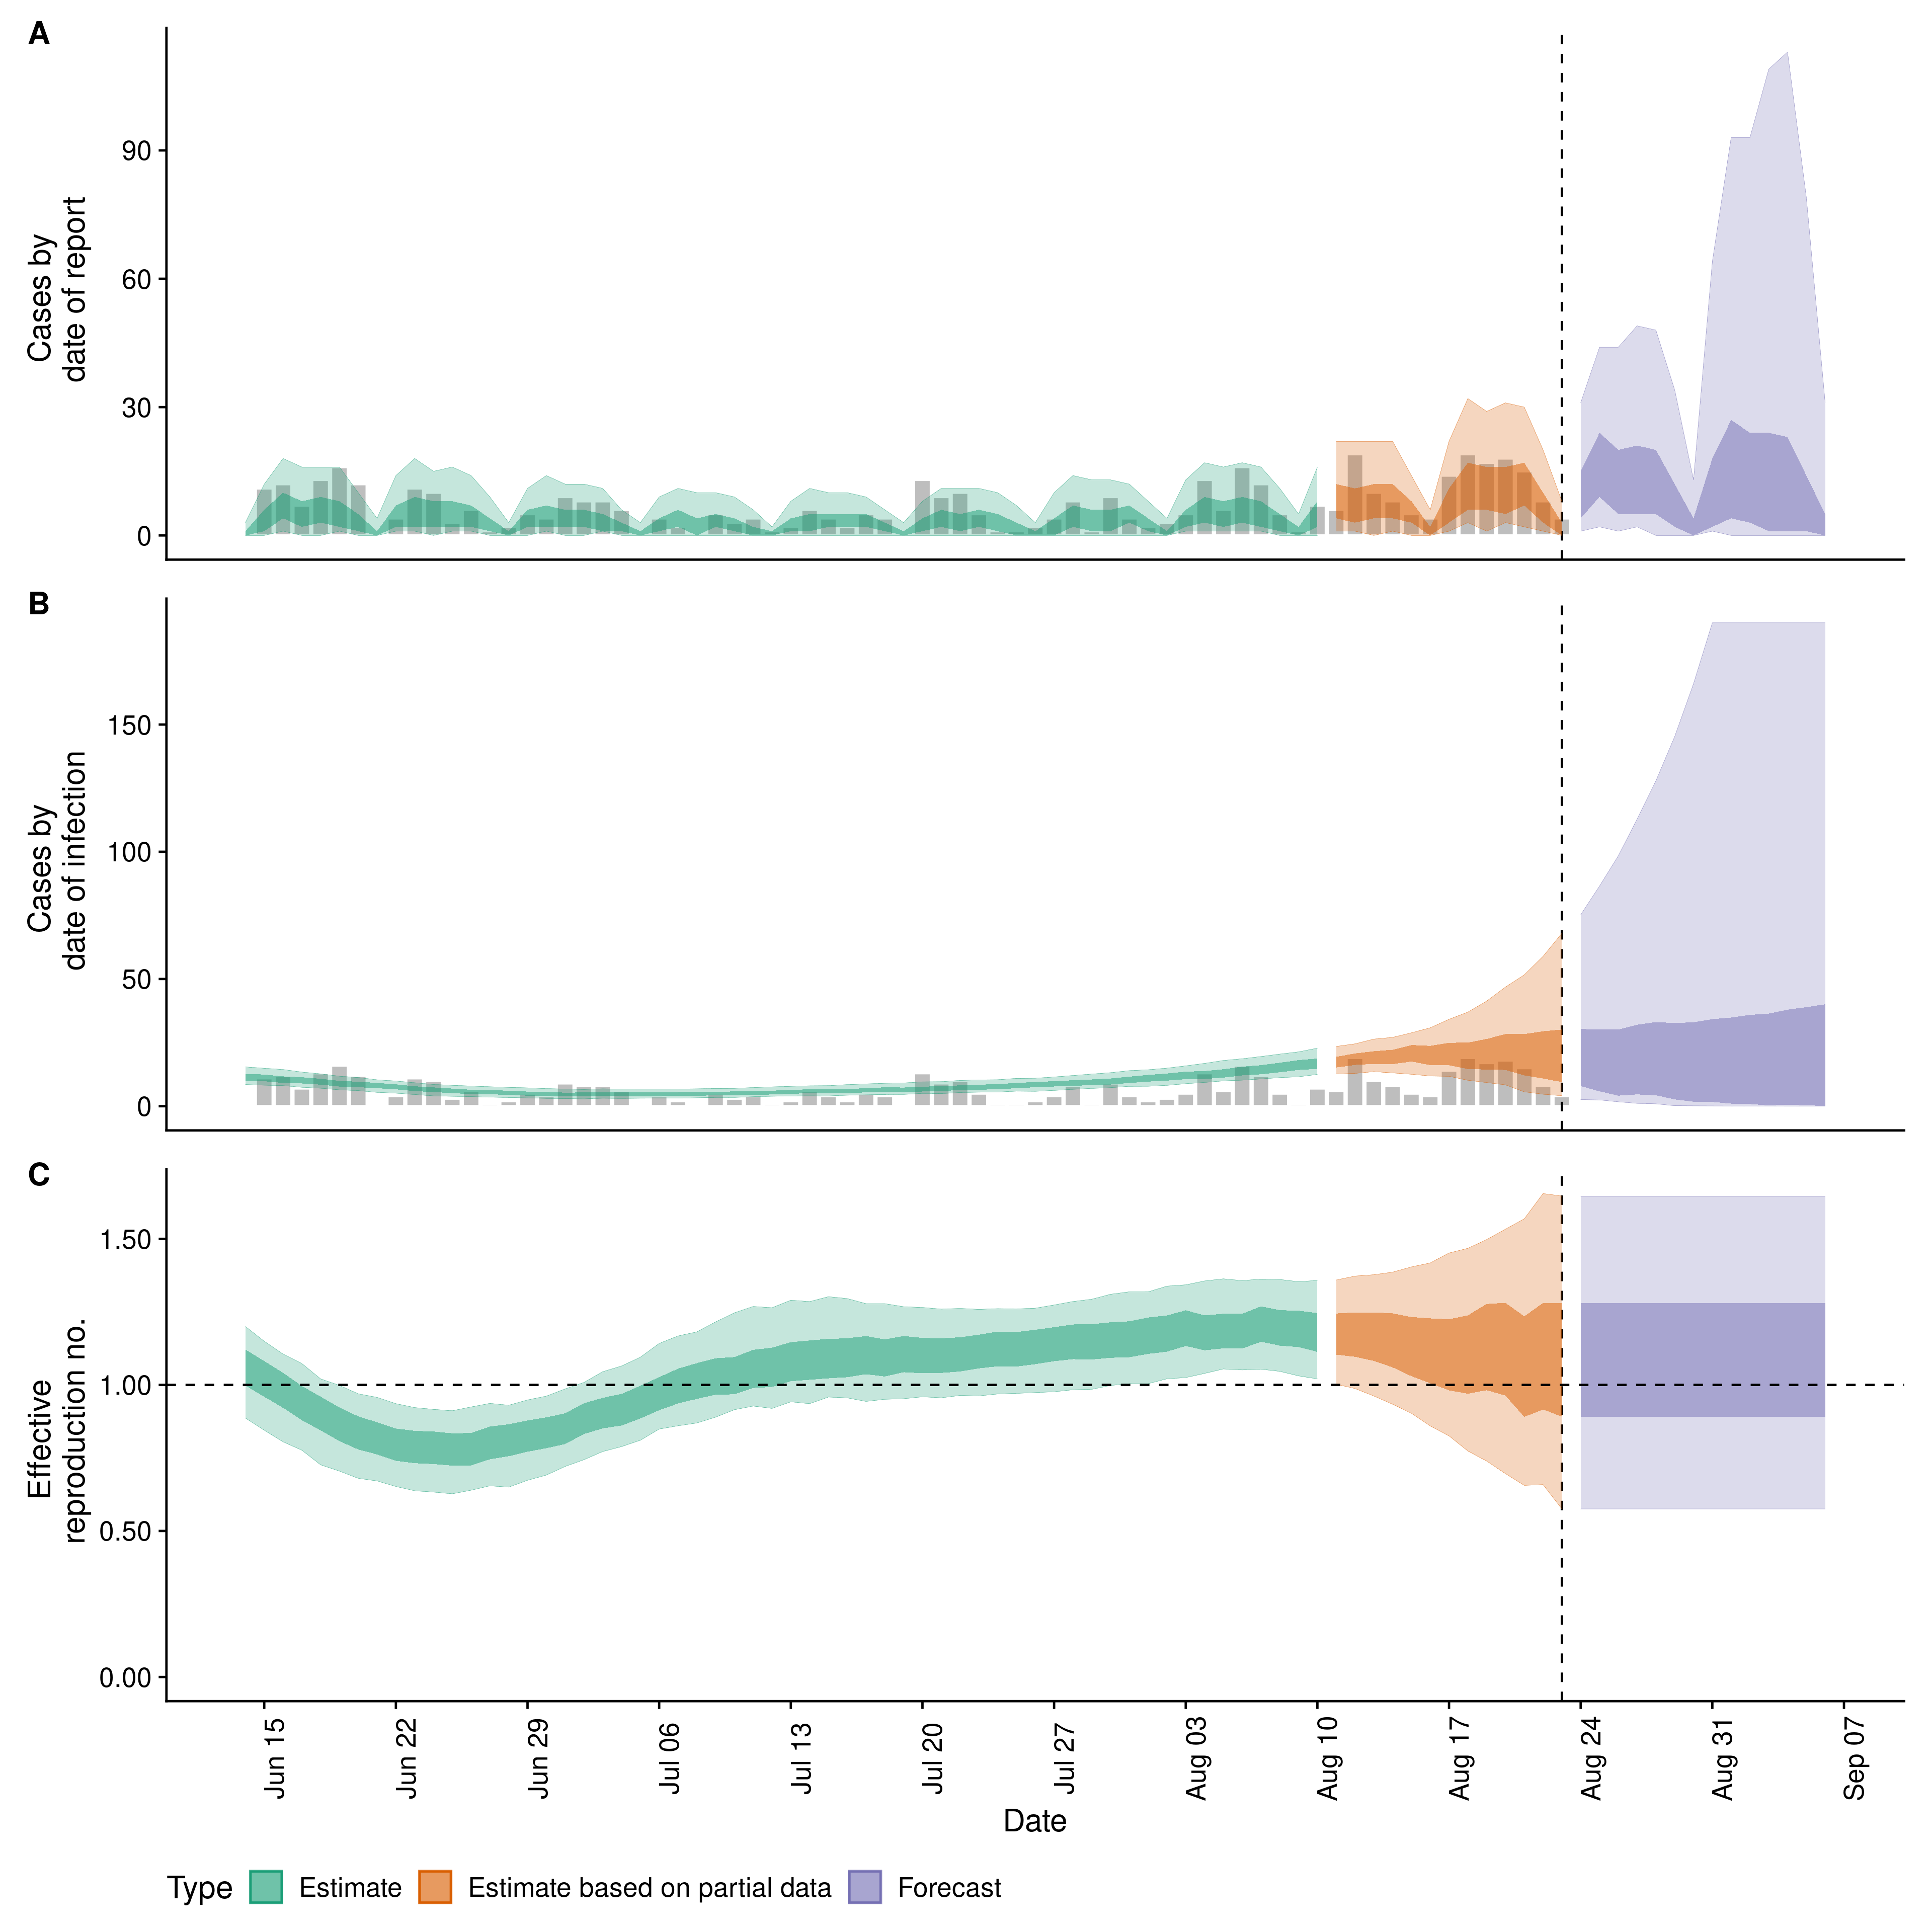 A
Cases by
date of report
90
60
30
0
B
Cases by
date of infection
150
100
50
0
C
Effective
reproduction no.
1.50
1.00
0.50
0.00
Jun 15
Jun 22
Jun 29
Jul 06
Jul 13
Jul 20
Jul 27
Aug 03
Aug 10
Aug 17
Aug 24
Aug 31
Sep 07
Date
Type Estimate Estimate based on partial data Forecast